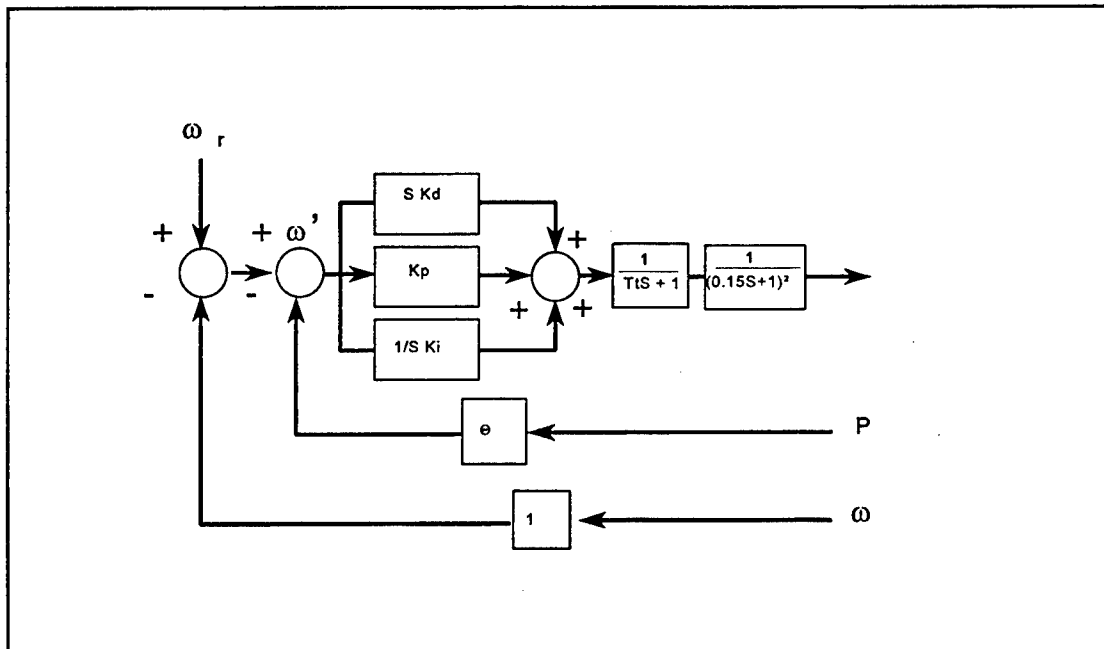 ω r
S Kd
+ + ω'
+
Kp
1
TtS + 1
1
(0.15S+1)²
- -
+ +
1/S Ki
e
P
1
ω